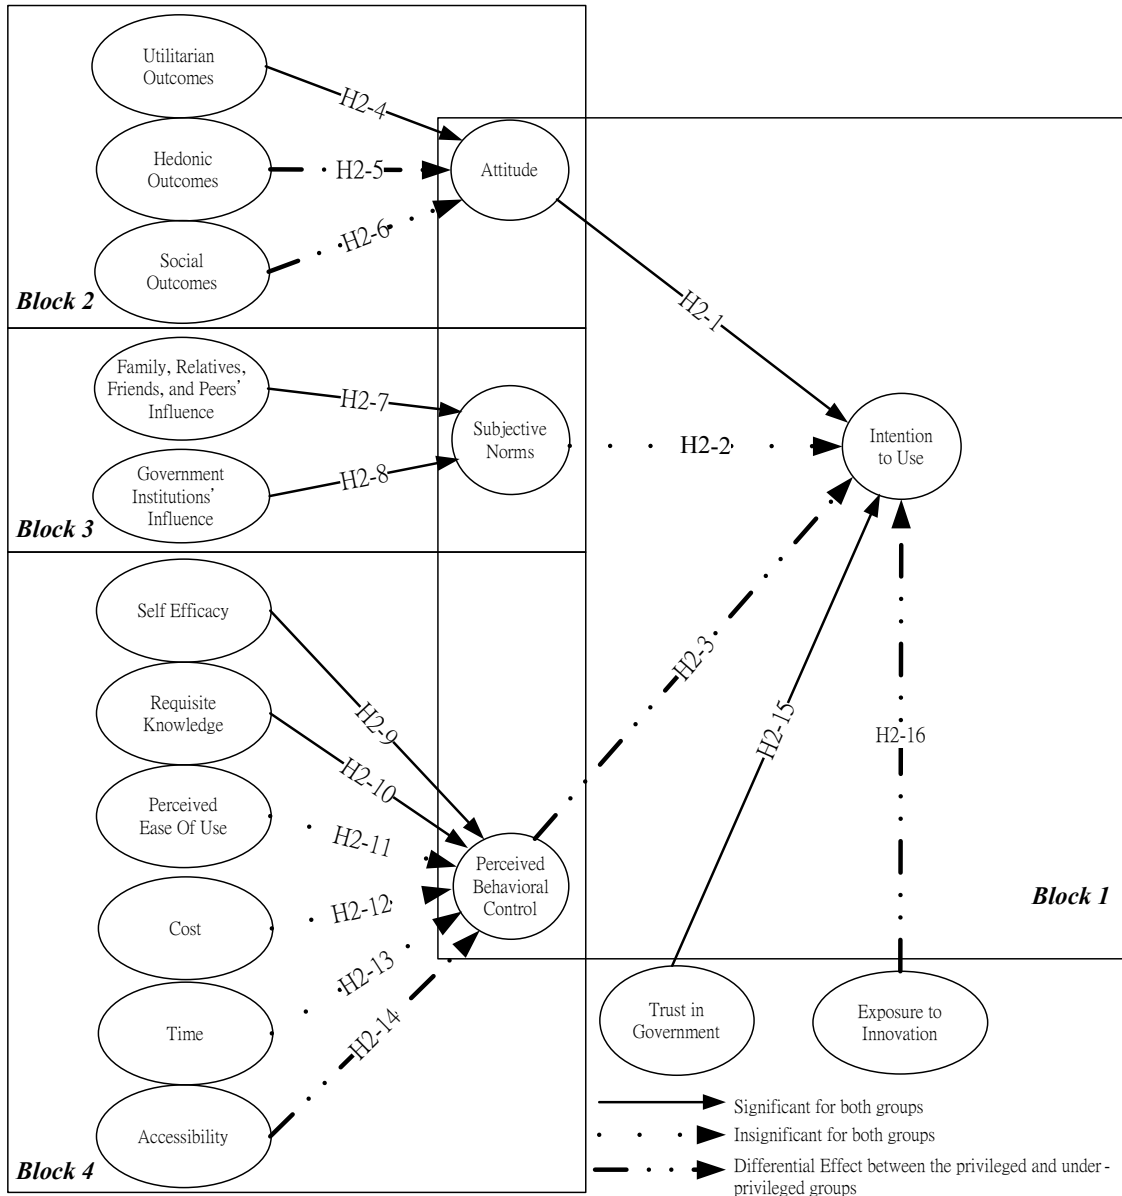 Utilitarian
Outcomes
H2-4
Hedonic
Outcomes
H2-5
Attitude
Social
Outcomes
H2-6
Block 2
H2-1
Family, Relatives,
Friends, and Peers'
Influence
H2-7
Subjective
Norms
H2-2
Intention
to Use
Government
Institutions'
Influence
H2-8
Block 3
Self Efficacy
H2-9
H2-3
Requisite
Knowledge
H2-10
H2-15
H2-16
Perceived
Ease Of Use
H2-11
Perceived
Behavioral
Control
Block 1
Cost
H2-12
H2-13
Time
H2-14
Trust in
Government
Exposure to
Innovation
Accessibility
Block 4
Significant for both groups
Insignificant for both groups
Differential Effect between the privileged and under-
privileged groups